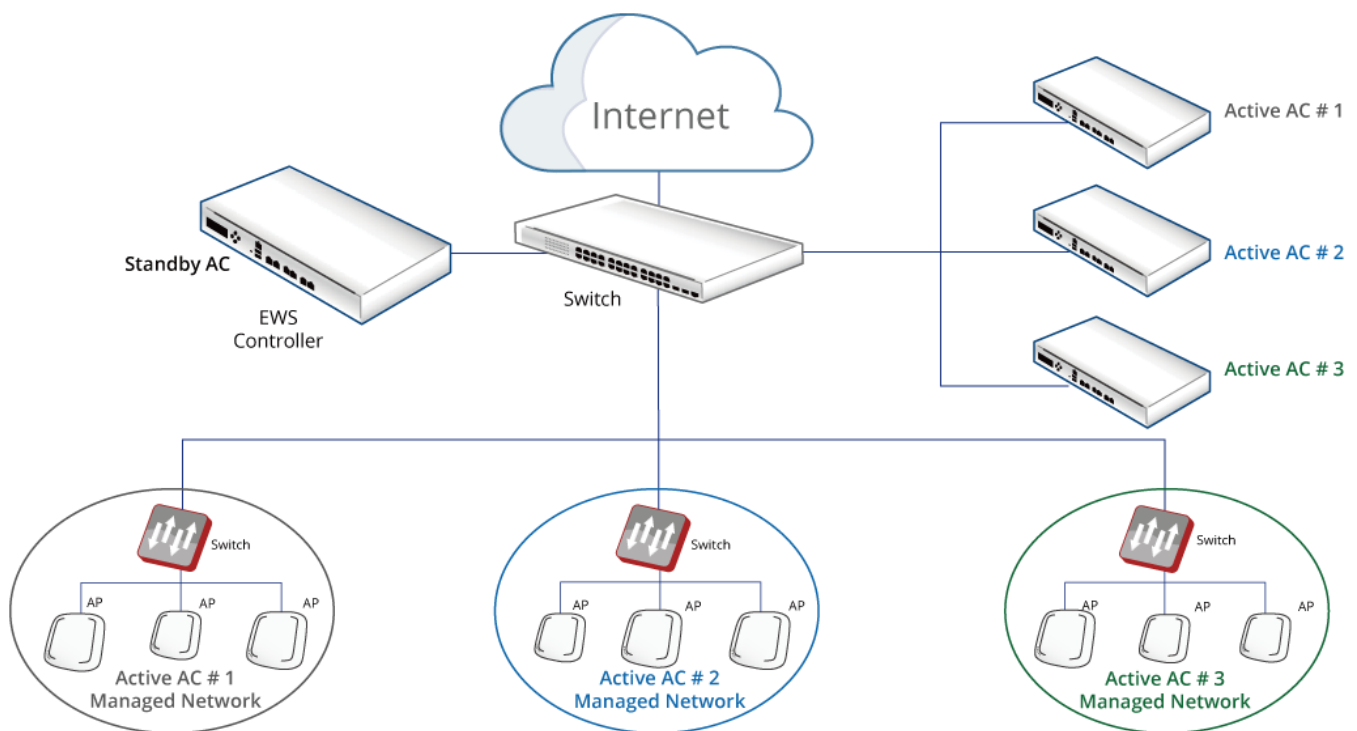 Internet
Active AC # 1
Standby AC
EWS
Controller
Switch
Active AC # 2
Active AC # 3
Switch
AP
AP
AP
Active AC # 1
Managed Network
Switch
AP
AP
AP
Active AC # 2
Managed Network
Switch
AP
AP
AP
Active AC # 3
Managed Network